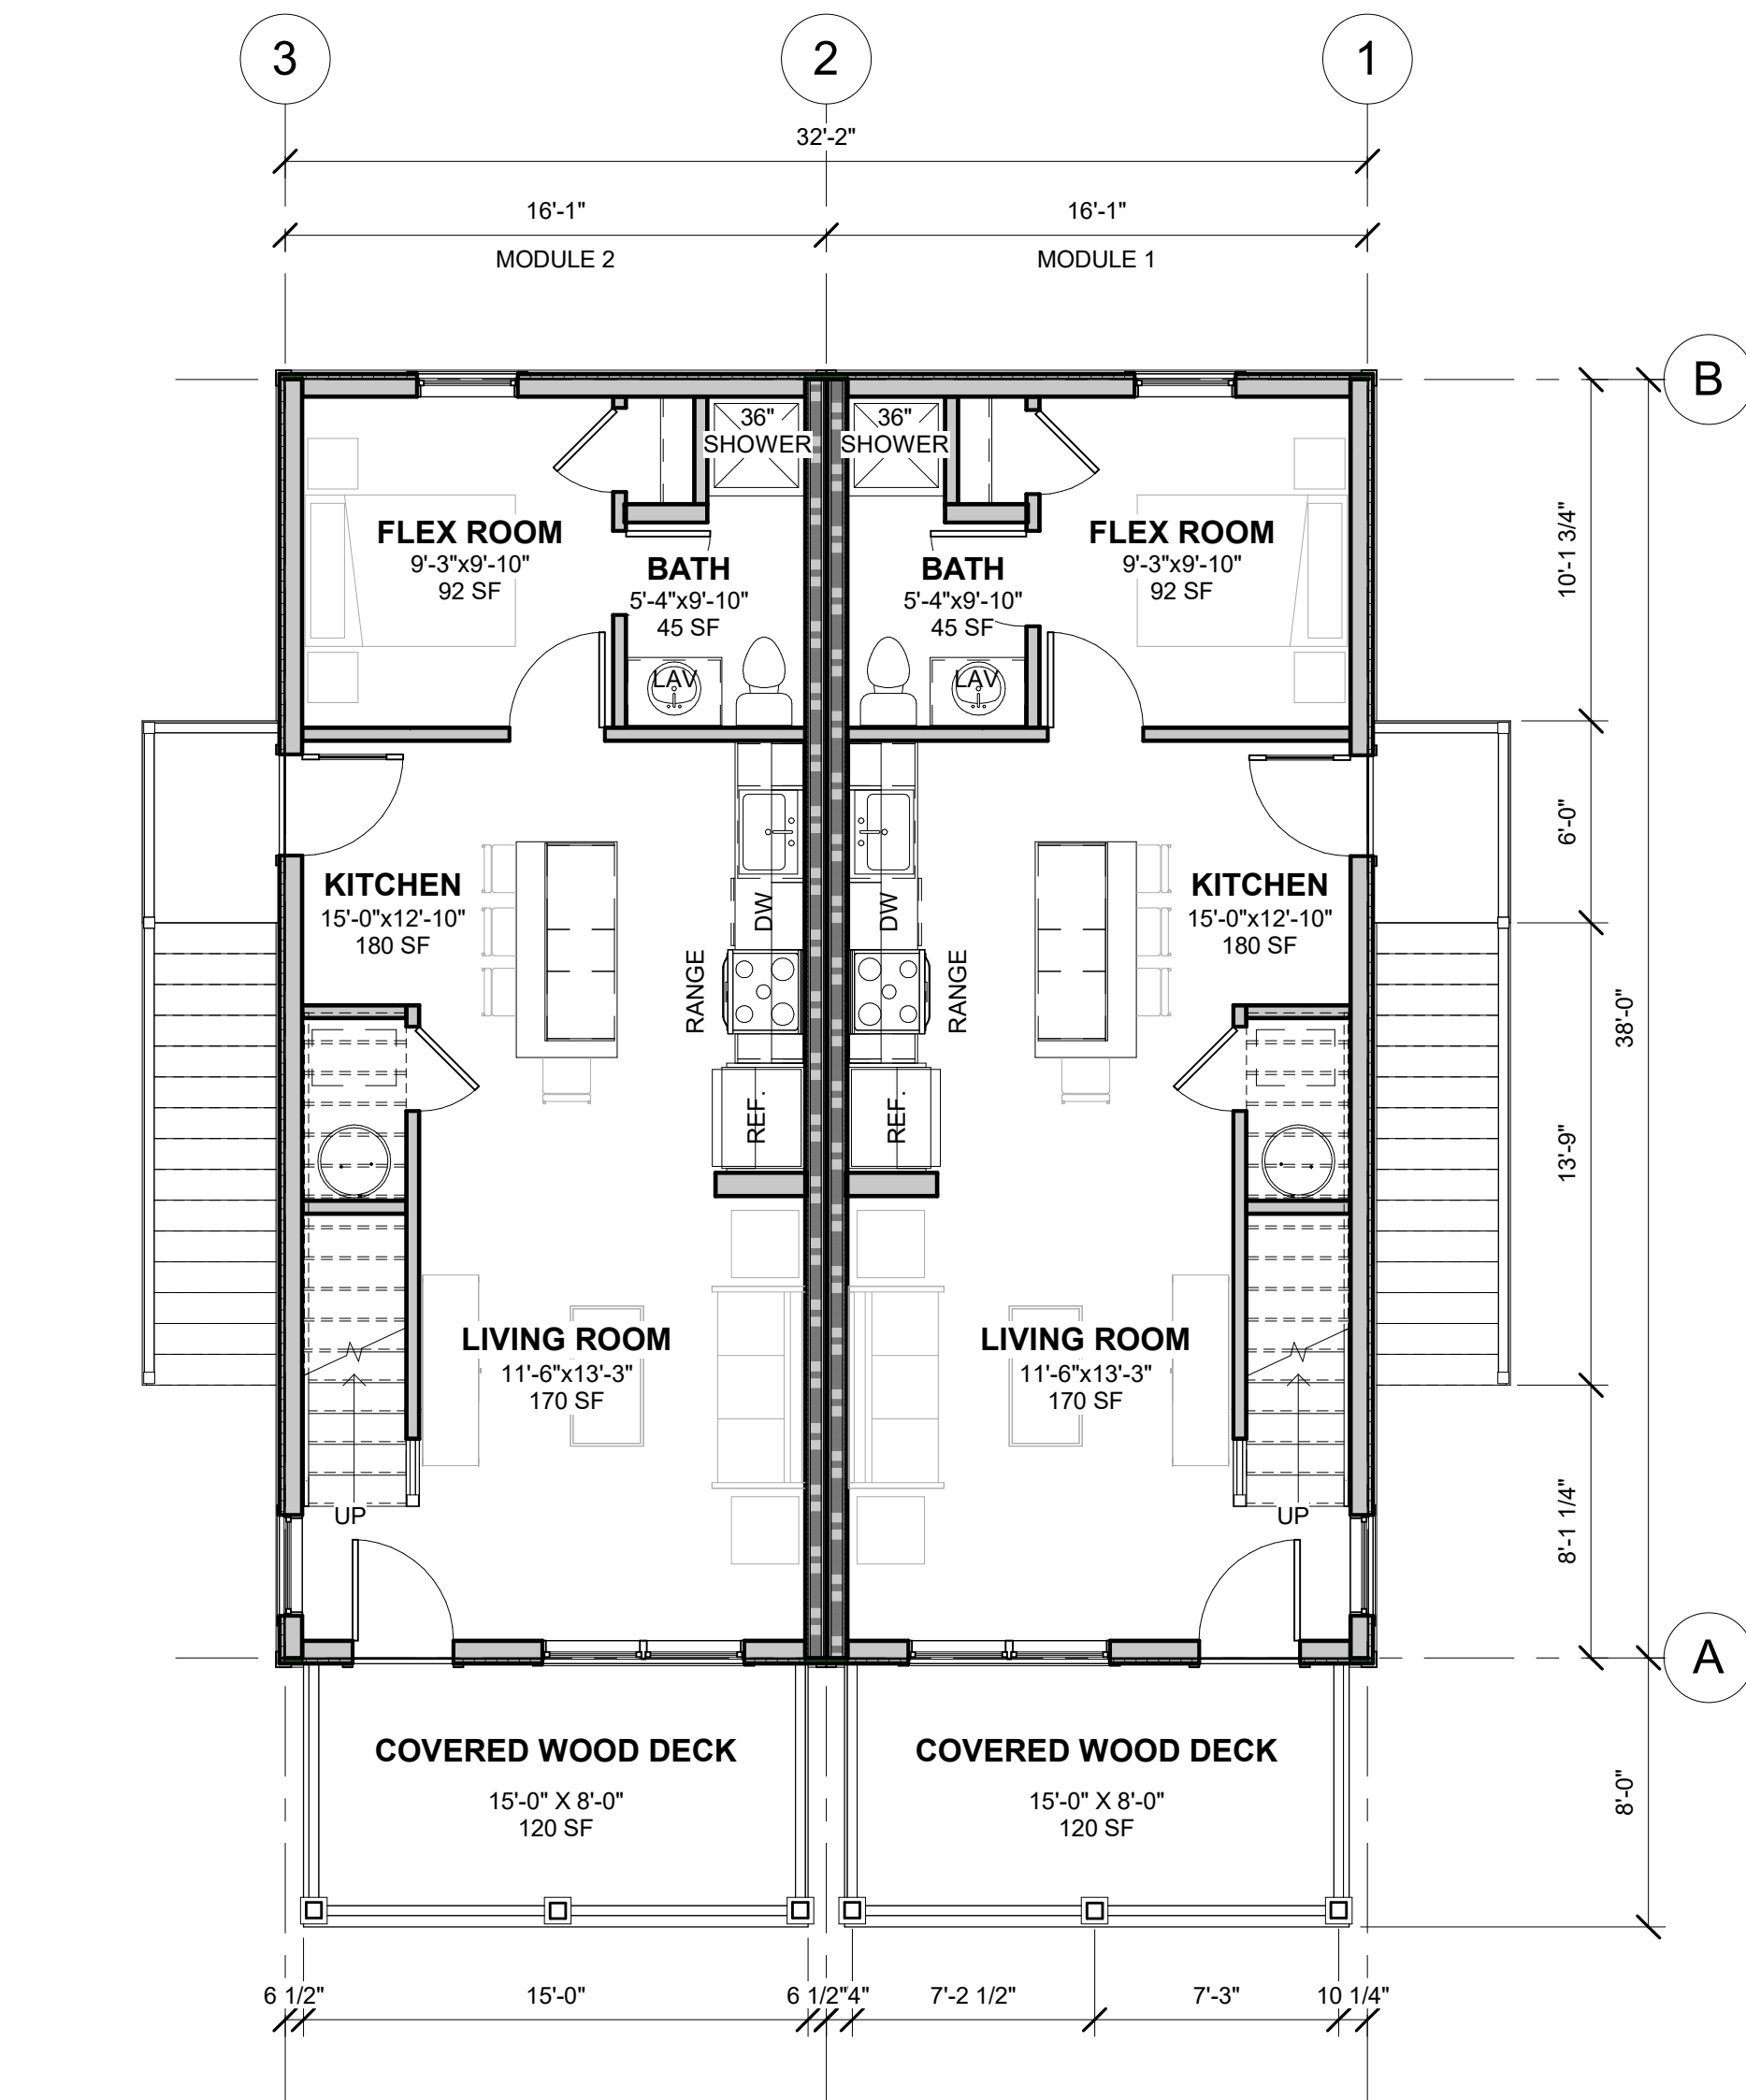 3
2
1
32'-2"
16'-1"
16'-1"
MODULE 2
MODULE 1
B
36"
SHOWER
36"
SHOWER
FLEX ROOM
9'-3"x9'-10"
92 SF
BATH
5'-4"x9'-10"
45 SF
BATH
5'-4"x9'-10"
45 SF
FLEX ROOM
9'-3"x9'-10"
92 SF
10'-1 3/4"
LAV
LAV
6'-0"
KITCHEN
15'-0"x12'-10"
180 SF
DW
DW
KITCHEN
15'-0"x12'-10"
180 SF
RANGE
RANGE
38'-0"
REF.
REF.
13'-9"
LIVING ROOM
11'-6"x13'-3"
170 SF
LIVING ROOM
11'-6"x13'-3"
170 SF
UP
UP
8'-1 1/4"
A
COVERED WOOD DECK
15'-0" X 8'-0"
120 SF
COVERED WOOD DECK
15'-0" X 8'-0"
120 SF
8'-0"
6 1/2"
15'-0"
6 1/2"
4"
7'-2 1/2"
7'-3"
10 1/4"